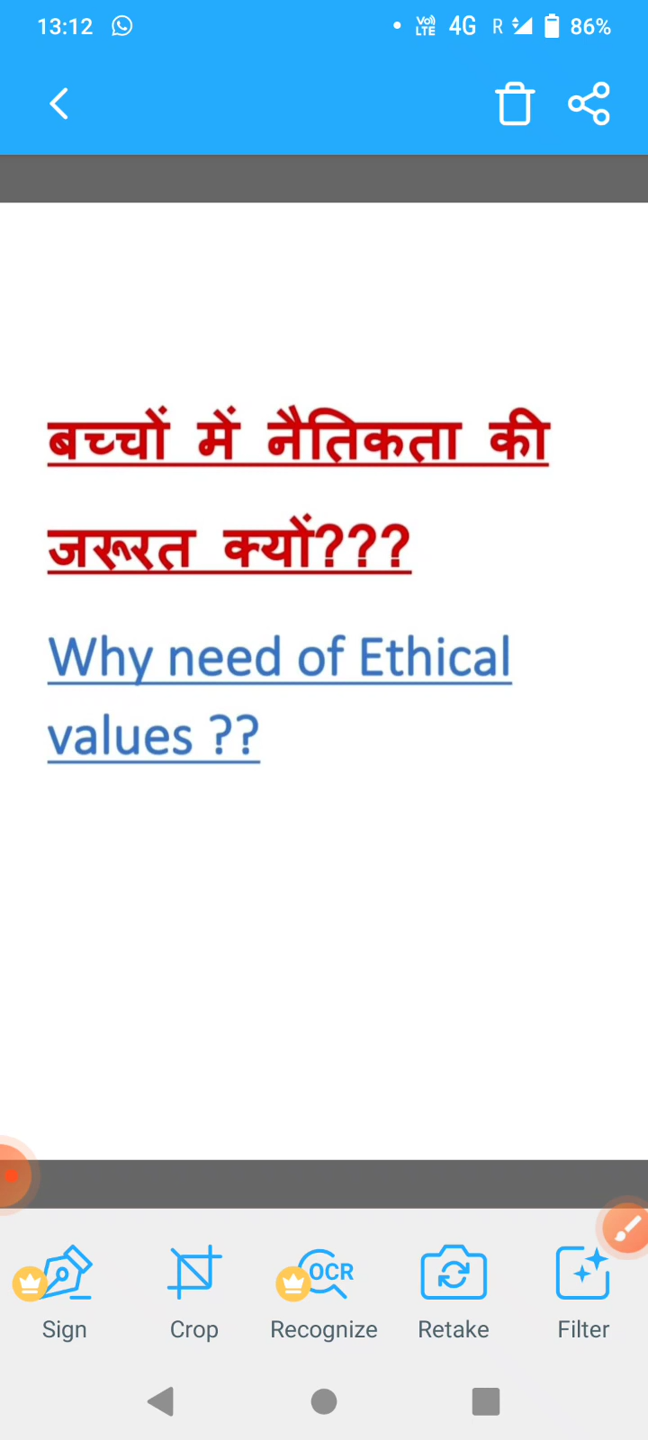 13:12 VoLTE 4G R 86%
बच्चों में नैतिकता की
जरूरत क्यों???
Why need of Ethical
values ??
OCR
Sign Crop Recognize Retake Filter